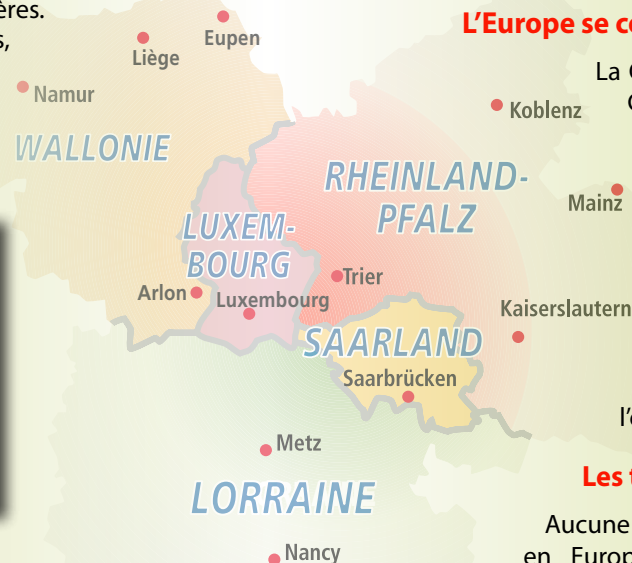 ères.
s,
L'Europe se c
La
Eupen
Liège
Namur
Koblenz
WALLONIE
RHEINLAND-
PFALZ
Mainz
LUXEM-
BOURG
Trier
Arlon
Luxembourg
Kaiserslautern
SAARLAND
Saarbrücken
l'
Metz
Les
LORRAINE
Aucune
Nancy
en Europ